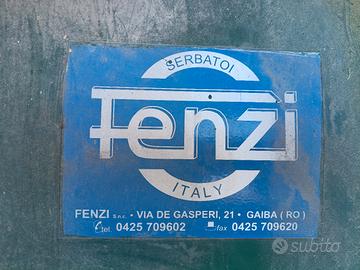 SERBATOI
Fenzi
ITALY
FENZI s.n.c. • VIA DE GASPERI, 21 • GAIBA (RO)
tel. 0425 709602 fax 0425 709620
subito